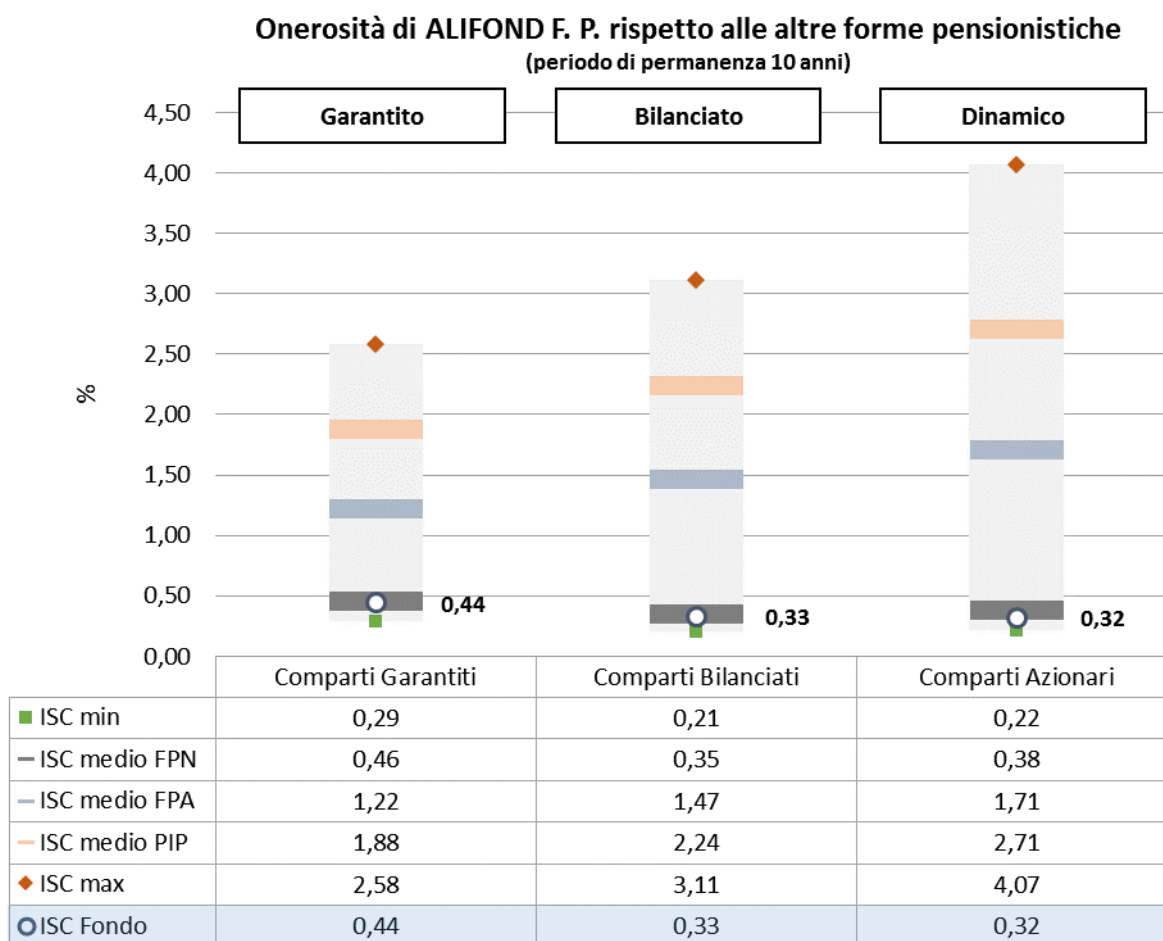 Onerosità di ALIFOND F. P. rispetto alle altre forme pensionistiche
(periodo di permanenza 10 anni)
Garantito Bilanciato Dinamico
4,50
4,00
3,50
3,00
2,50
2,00
1,50
1,00
0,50
0,00
%
0,44 0,33 0,32
Comparti Garantiti Comparti Bilanciati Comparti Azionari
ISC min 0,29 0,21 0,22
ISC medio FPN 0,46 0,35 0,38
ISC medio FPA 1,22 1,47 1,71
ISC medio PIP 1,88 2,24 2,71
ISC max 2,58 3,11 4,07
ISC Fondo 0,44 0,33 0,32